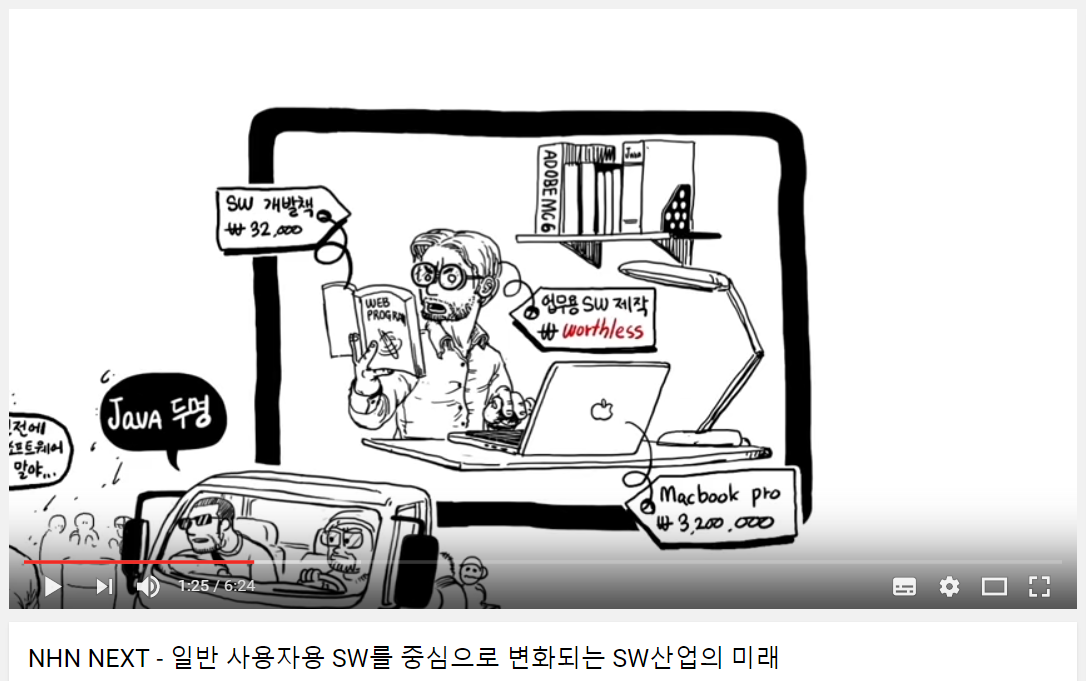 ADOBE MC6
Java
SW 개발책
₩ 32,000
WEB
PROGRAM
업무용 SW 제작
₩ worthless
Java 두명
전에
소프트웨어
말야...
Macbook pro
₩ 3,200,000
1:25 / 6:24
NHN NEXT - 일반 사용자용 SW를 중심으로 변화되는 SW산업의 미래